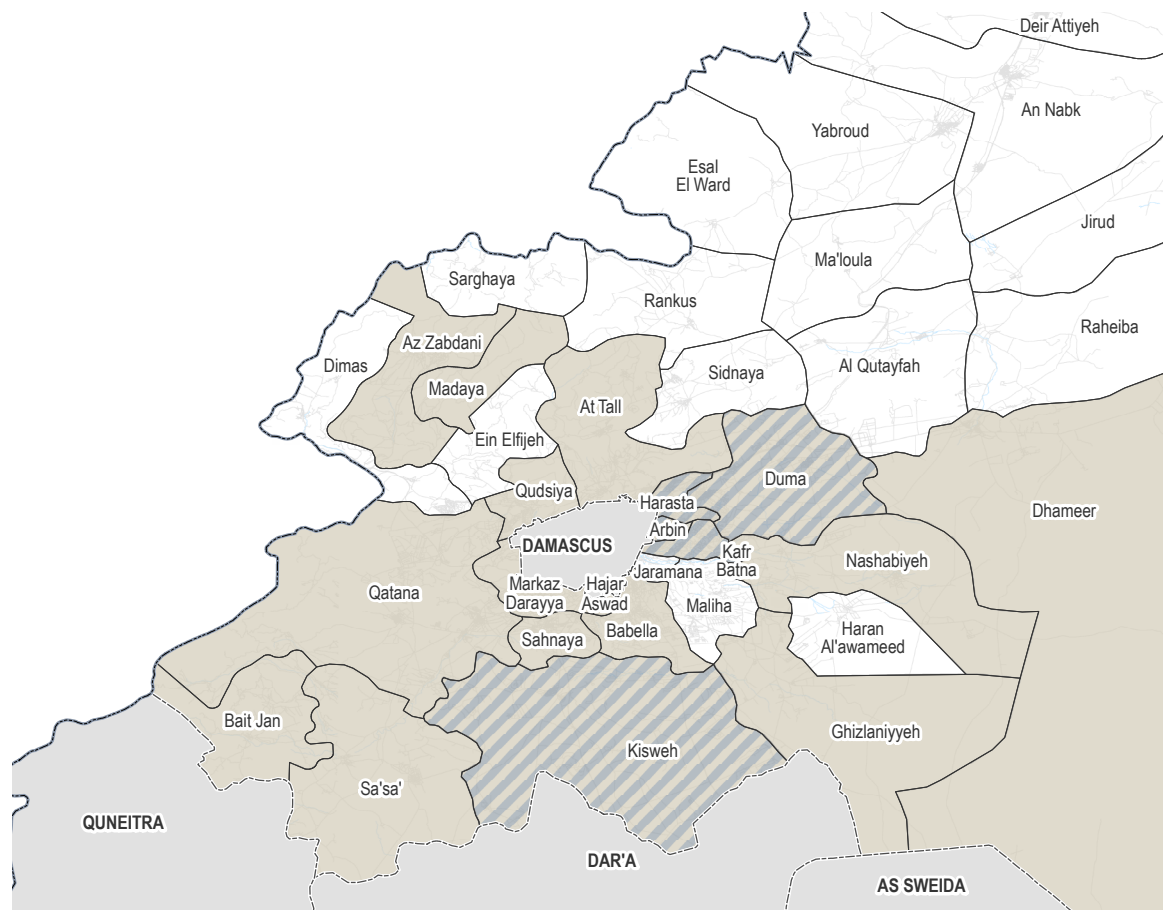 Deir Attiyeh
An Nabk
Yabroud
Esal
El Ward
Jirud
Ma'loula
Sarghaya
Rankus
Raheiba
Az Zabdani
Dimas
Al Qutayfah
Sidnaya
Madaya
At Tall
Ein Elfijeh
Duma
Qudsiya
Harasta
Dhameer
Arbin
DAMASCUS
Kafr
Batna
Nashabiyeh
Jaramana
Qatana
Markaz
Darayya
Hajar
Aswad
Maliha
Haran
Al'awameed
Sahnaya
Babella
Bait Jan
Ghizlaniyyeh
Kisweh
Sa'sa'
QUNEITRA
DAR'A
AS SWEIDA